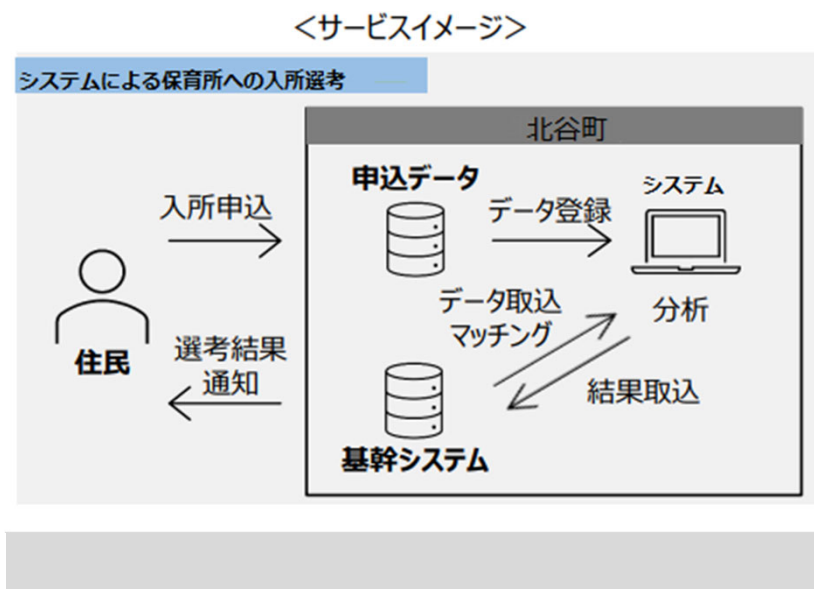 <サービスイメージ>
システムによる保育所への入所選考
北谷町
申込データ
システム
入所申込
データ登録
データ取込
マッチング
分析
住民
選考結果
通知
結果取込
基幹システム